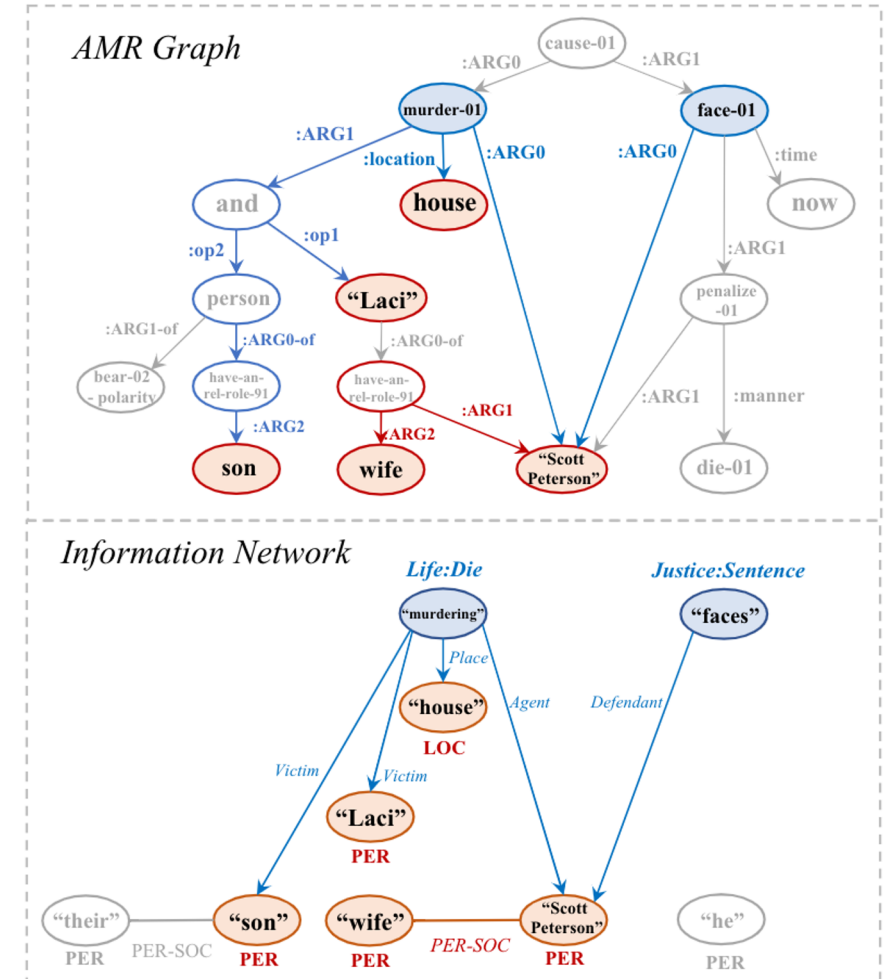 AMR Graph
cause-01
:ARG0
:ARG1
murder-01
face-01
:ARG1
:location
:ARG0
:ARG0
:time
and
house
now
:op2
:op1
:ARG1
person
“Laci”
penalize
-01
:ARG1-of
:ARG0-of
:ARG0-of
bear-02
- polarity
have-an-
rel-role-91
have-an-
rel-role-91
:ARG1
:ARG1
:manner
:ARG2
:ARG2
son
wife
“Scott
Peterson”
die-01
Information Network
Life:Die
Justice:Sentence
“murdering”
“faces”
Place
“house”
Agent
Defendant
LOC
Victim
Victim
“Laci”
PER
“their”
“son”
“wife”
“Scott
Peterson”
“he”
PER-SOC
PER-SOC
PER
PER
PER
PER
PER